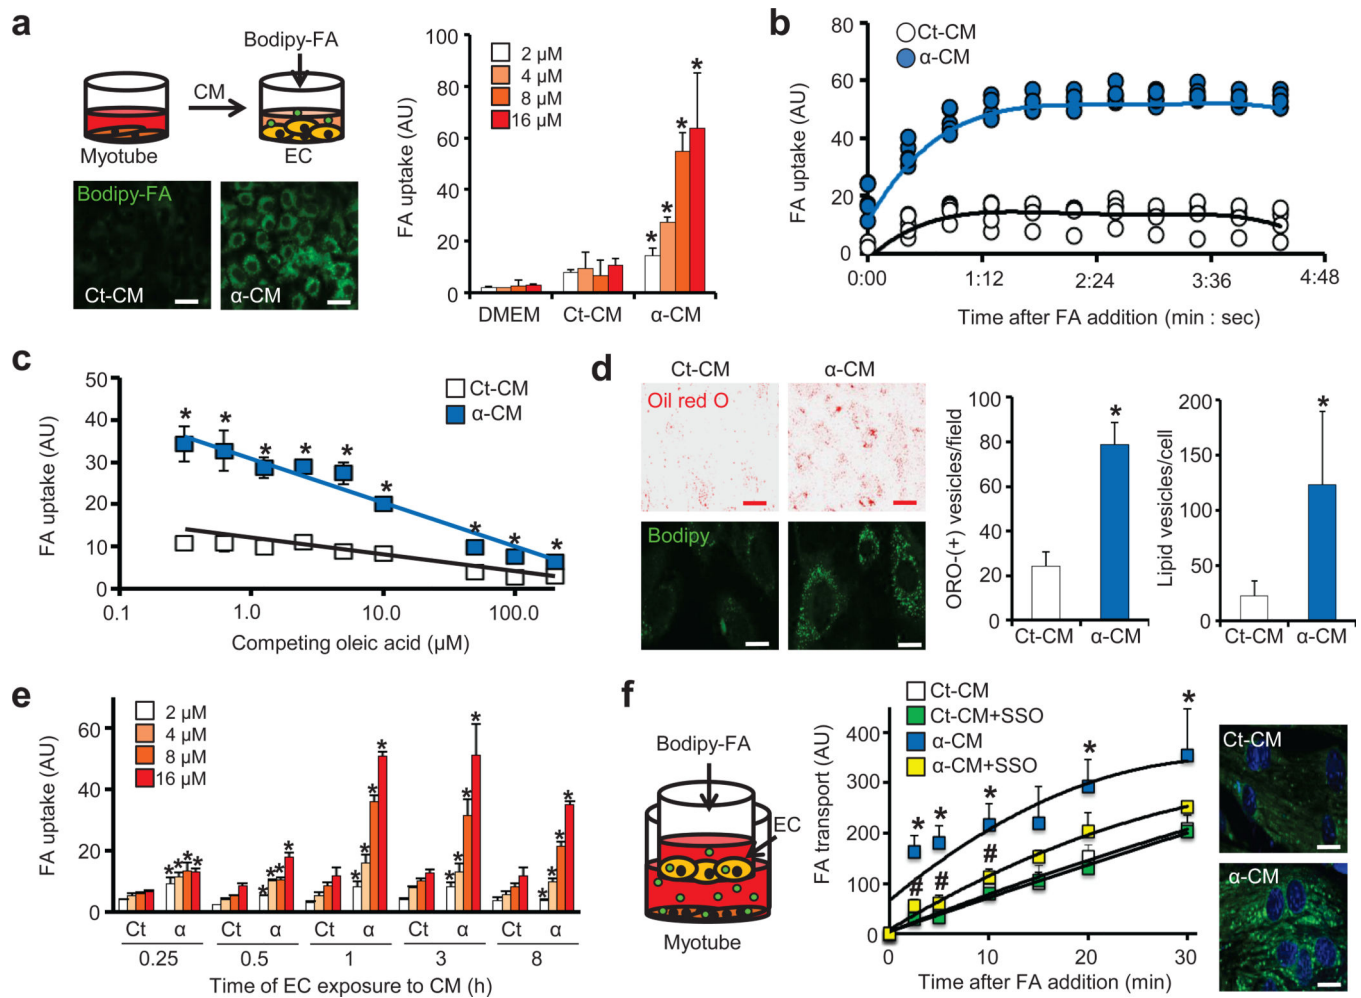 a
Bodipy-FA
CM
Myotube
EC
Bodipy-FA
Ct-CM
α-CM
FA uptake (AU)
100
80
60
40
20
0
2 µM
4 µM
8 µM
16 µM
*
*
*
*
DMEM
Ct-CM
α-CM
b
FA uptake (AU)
80
60
40
20
0
Ct-CM
α-CM
0:00
1:12
2:24
3:36
4:48
Time after FA addition (min : sec)
c
FA uptake (AU)
50
40
30
20
10
0
Ct-CM
α-CM
* * * * * * * * *
0.1
1.0
10.0
100.0
Competing oleic acid (µM)
d
Ct-CM
α-CM
Oil red O
Bodipy
ORO-(+) vesicles/field
100
80
60
40
20
0
*
Ct-CM
α-CM
Lipid vesicles/cell
200
150
100
50
0
*
Ct-CM
α-CM
e
FA uptake (AU)
60
40
20
0
2 µM
4 µM
8 µM
16 µM
* * * * * * * * * * * * * * * * * * * *
Ct α Ct α Ct α Ct α Ct α
0.25 0.5 1 3 8
Time of EC exposure to CM (h)
f
Bodipy-FA
EC
Myotube
FA transport (AU)
400
300
200
100
0
Ct-CM
Ct-CM+SSO
α-CM
α-CM+SSO
* * * * *
# # #
0
10
20
30
Time after FA addition (min)
Ct-CM
α-CM